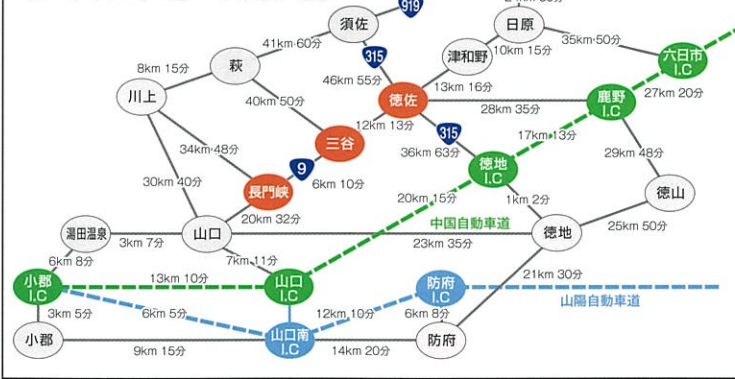 919
須佐
日原
41km·60分
315
津和野
10km 15分
35km·50分
六日市
I.C
萩
8km 15分
46km 55分
13km 16分
27km 20分
川上
徳佐
鹿野
I.C
40km 50分
28km 35分
12km 13分
315
17km·13分
34km·48分
三谷
36km 63分
29km 48分
9
徳地
I.C
30km 40分
長門峡
6km 10分
20km 15分
1km 2分
徳山
20km 32分
中国自動車道
25km 50分
湯田温泉
3km 7分
山口
23km 35分
徳地
6km 8分
7km·11分
小郡
I.C
13km 10分
山口
I.C
防府
I.C
21km 30分
山陽自動車道
3km 5分
6km 5分
12km 10分
6km 8分
小郡
山口南
I.C
防府
9km 15分
14km 20分